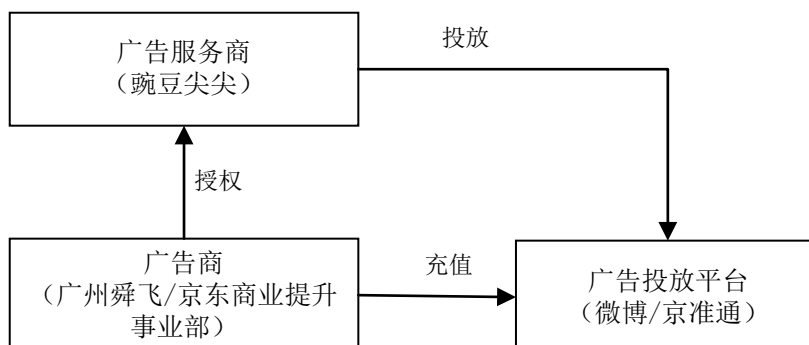 广告服务商
（豌豆尖尖）
投放
授权
广告商
（广州舜飞/京东商业提升
事业部）
充值
广告投放平台
（微博/京准通）